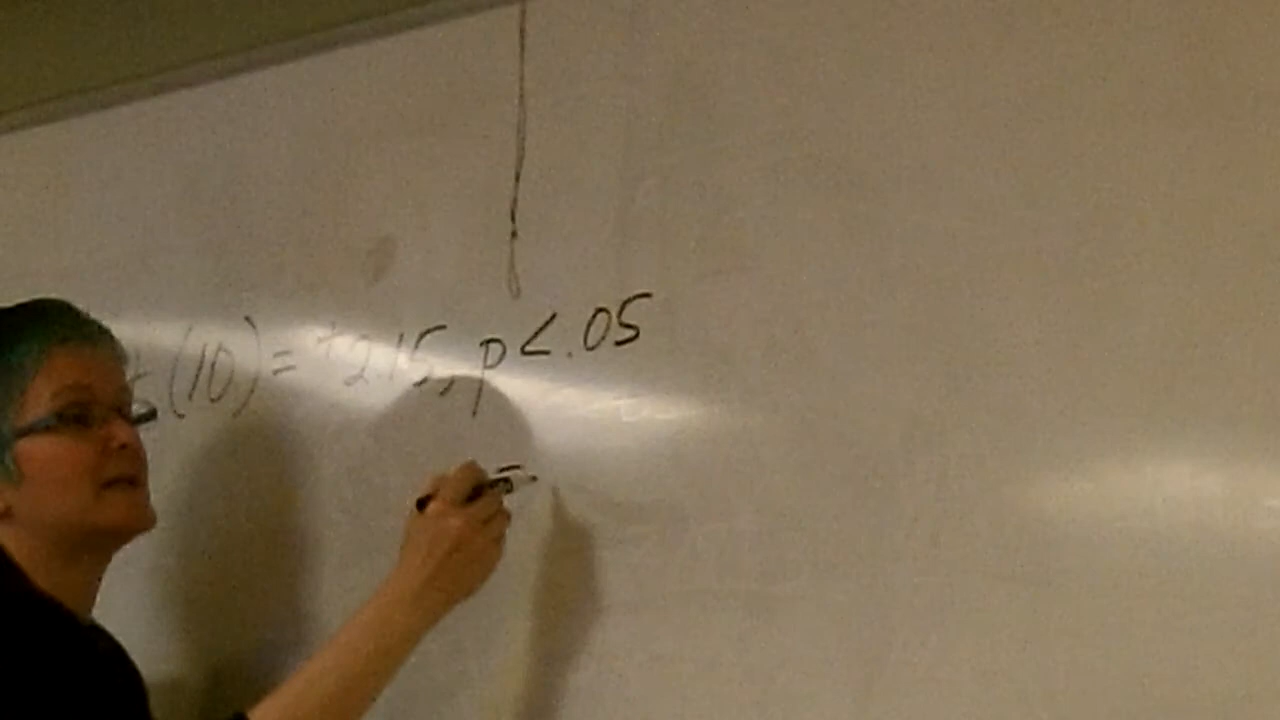 t(10) = +2.15, p < .05